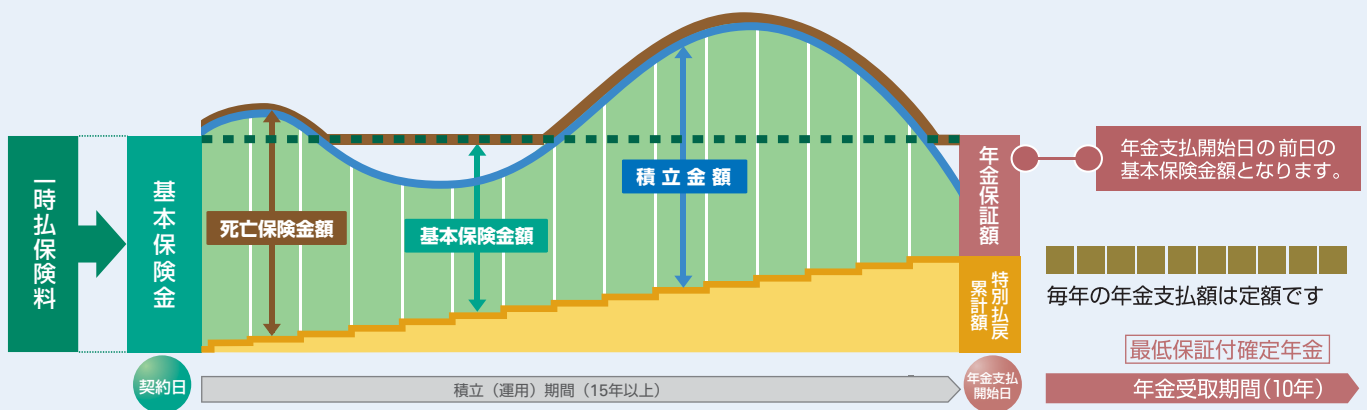 一時払保険料
基本保険金
死亡保険金額
基本保険金額
積立金額
年金保証額
特別払戻
累計額
年金支払開始日の前日の
基本保険金額となります。
毎年の年金支払額は定額です
最低保証付確定年金
契約日
積立（運用）期間（15年以上）
年金支払
開始日
年金受取期間（10年）